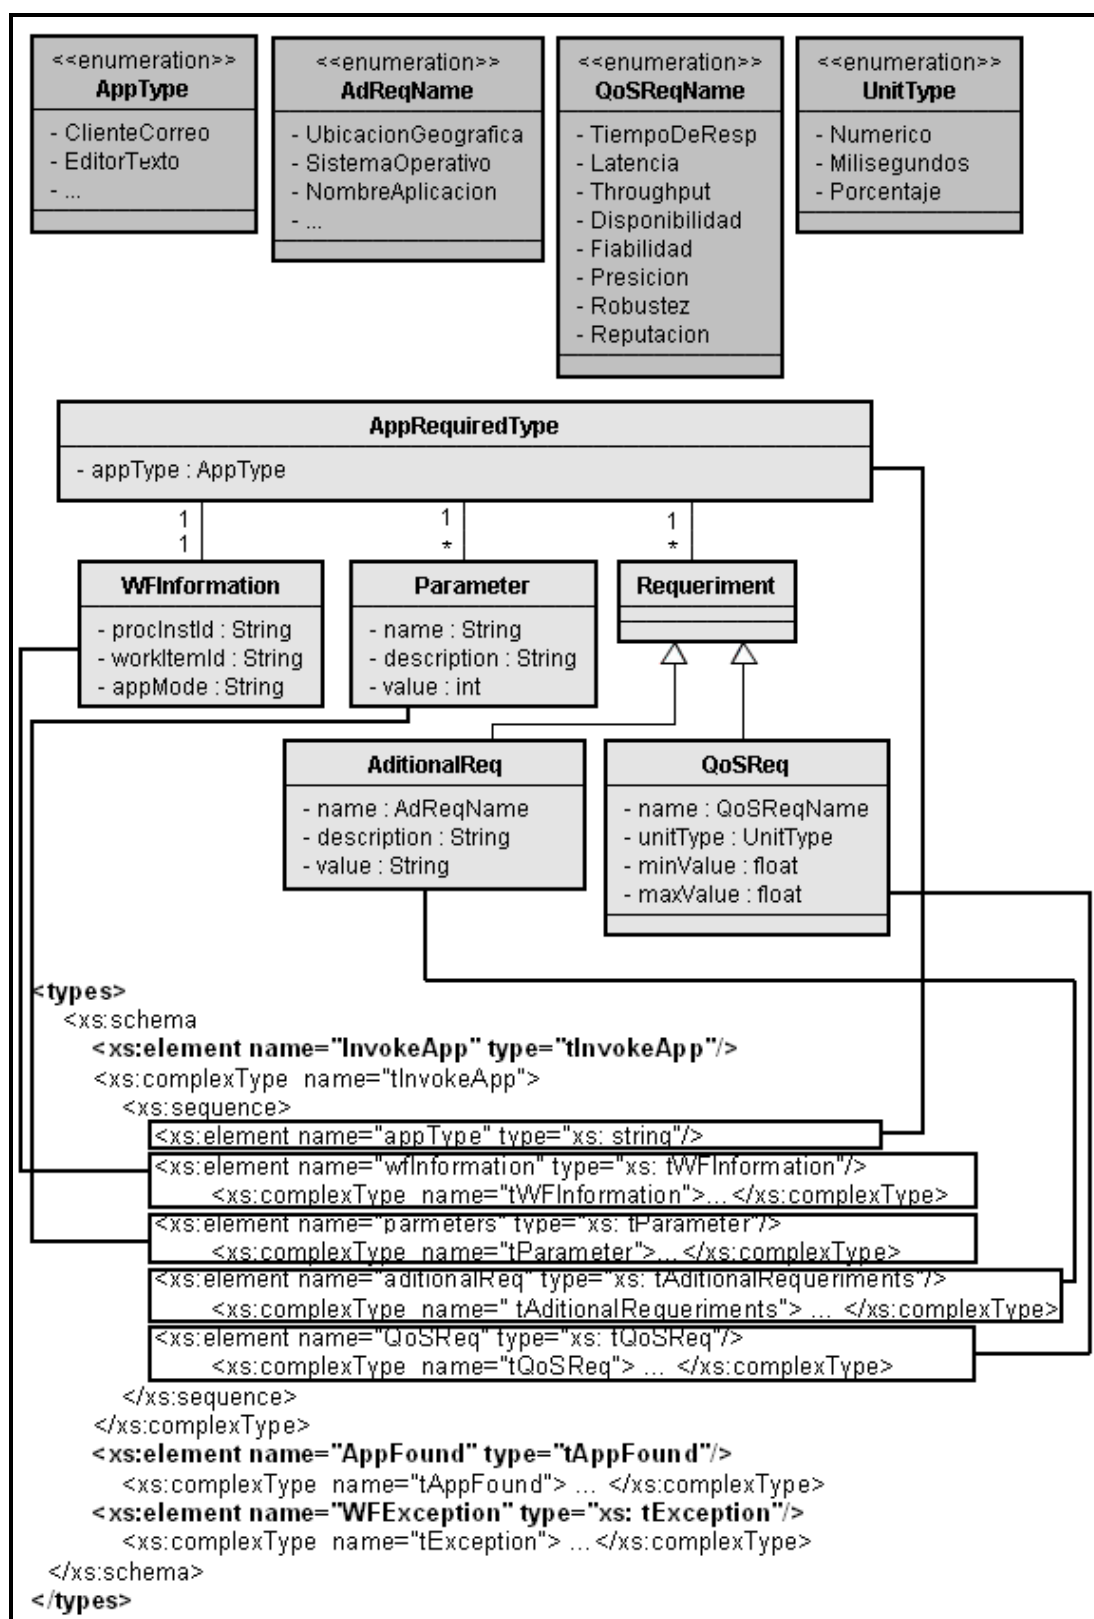 <<enumeration>>
AppType
- ClienteCorreo
- EditorTexto
- ...
<<enumeration>>
AdReqName
- UbicacionGeografica
- SistemaOperativo
- NombreAplicacion
- ...
<<enumeration>>
QoSReqName
- TiempoDeResp
- Latencia
- Throughput
- Disponibilidad
- Fiabilidad
- Presicion
- Robustez
- Reputacion
<<enumeration>>
UnitType
- Numerico
- Milisegundos
- Porcentaje
AppRequiredType
- appType : AppType
1
1
1
*
1
*
WFInformation
- procInstId : String
- workItemId : String
- appMode : String
Parameter
- name : String
- description : String
- value : int
Requeriment
AditionalReq
- name : AdReqName
- description : String
- value : String
QoSReq
- name : QoSReqName
- unitType : UnitType
- minValue : float
- maxValue : float
<types>
<xs:schema
<xs:element name="InvokeApp" type="tInvokeApp"/>
<xs:complexType name="tInvokeApp">
<xs:sequence>
<xs:element name="appType" type="xs: string"/>
<xs:element name="wfInformation" type="xs: tWFInformation"/>
<xs:complexType name="tWFInformation">... </xs:complexType>
<xs:element name="parmeters" type="xs: tParameter"/>
<xs:complexType name="tParameter">... </xs:complexType>
<xs:element name="aditionalReq" type="xs: tAditionalRequeriments"/>
<xs:complexType name=" tAditionalRequeriments"> ... </xs:complexType>
<xs:element name="QoSReq" type="xs: tQoSReq"/>
<xs:complexType name="tQoSReq"> ... </xs:complexType>
</xs:sequence>
</xs:complexType>
<xs:element name="AppFound" type="tAppFound"/>
<xs:complexType name="tAppFound"> ... </xs:complexType>
<xs:element name="WFException" type="xs: tException"/>
<xs:complexType name="tException"> ... </xs:complexType>
</xs:schema>
</types>